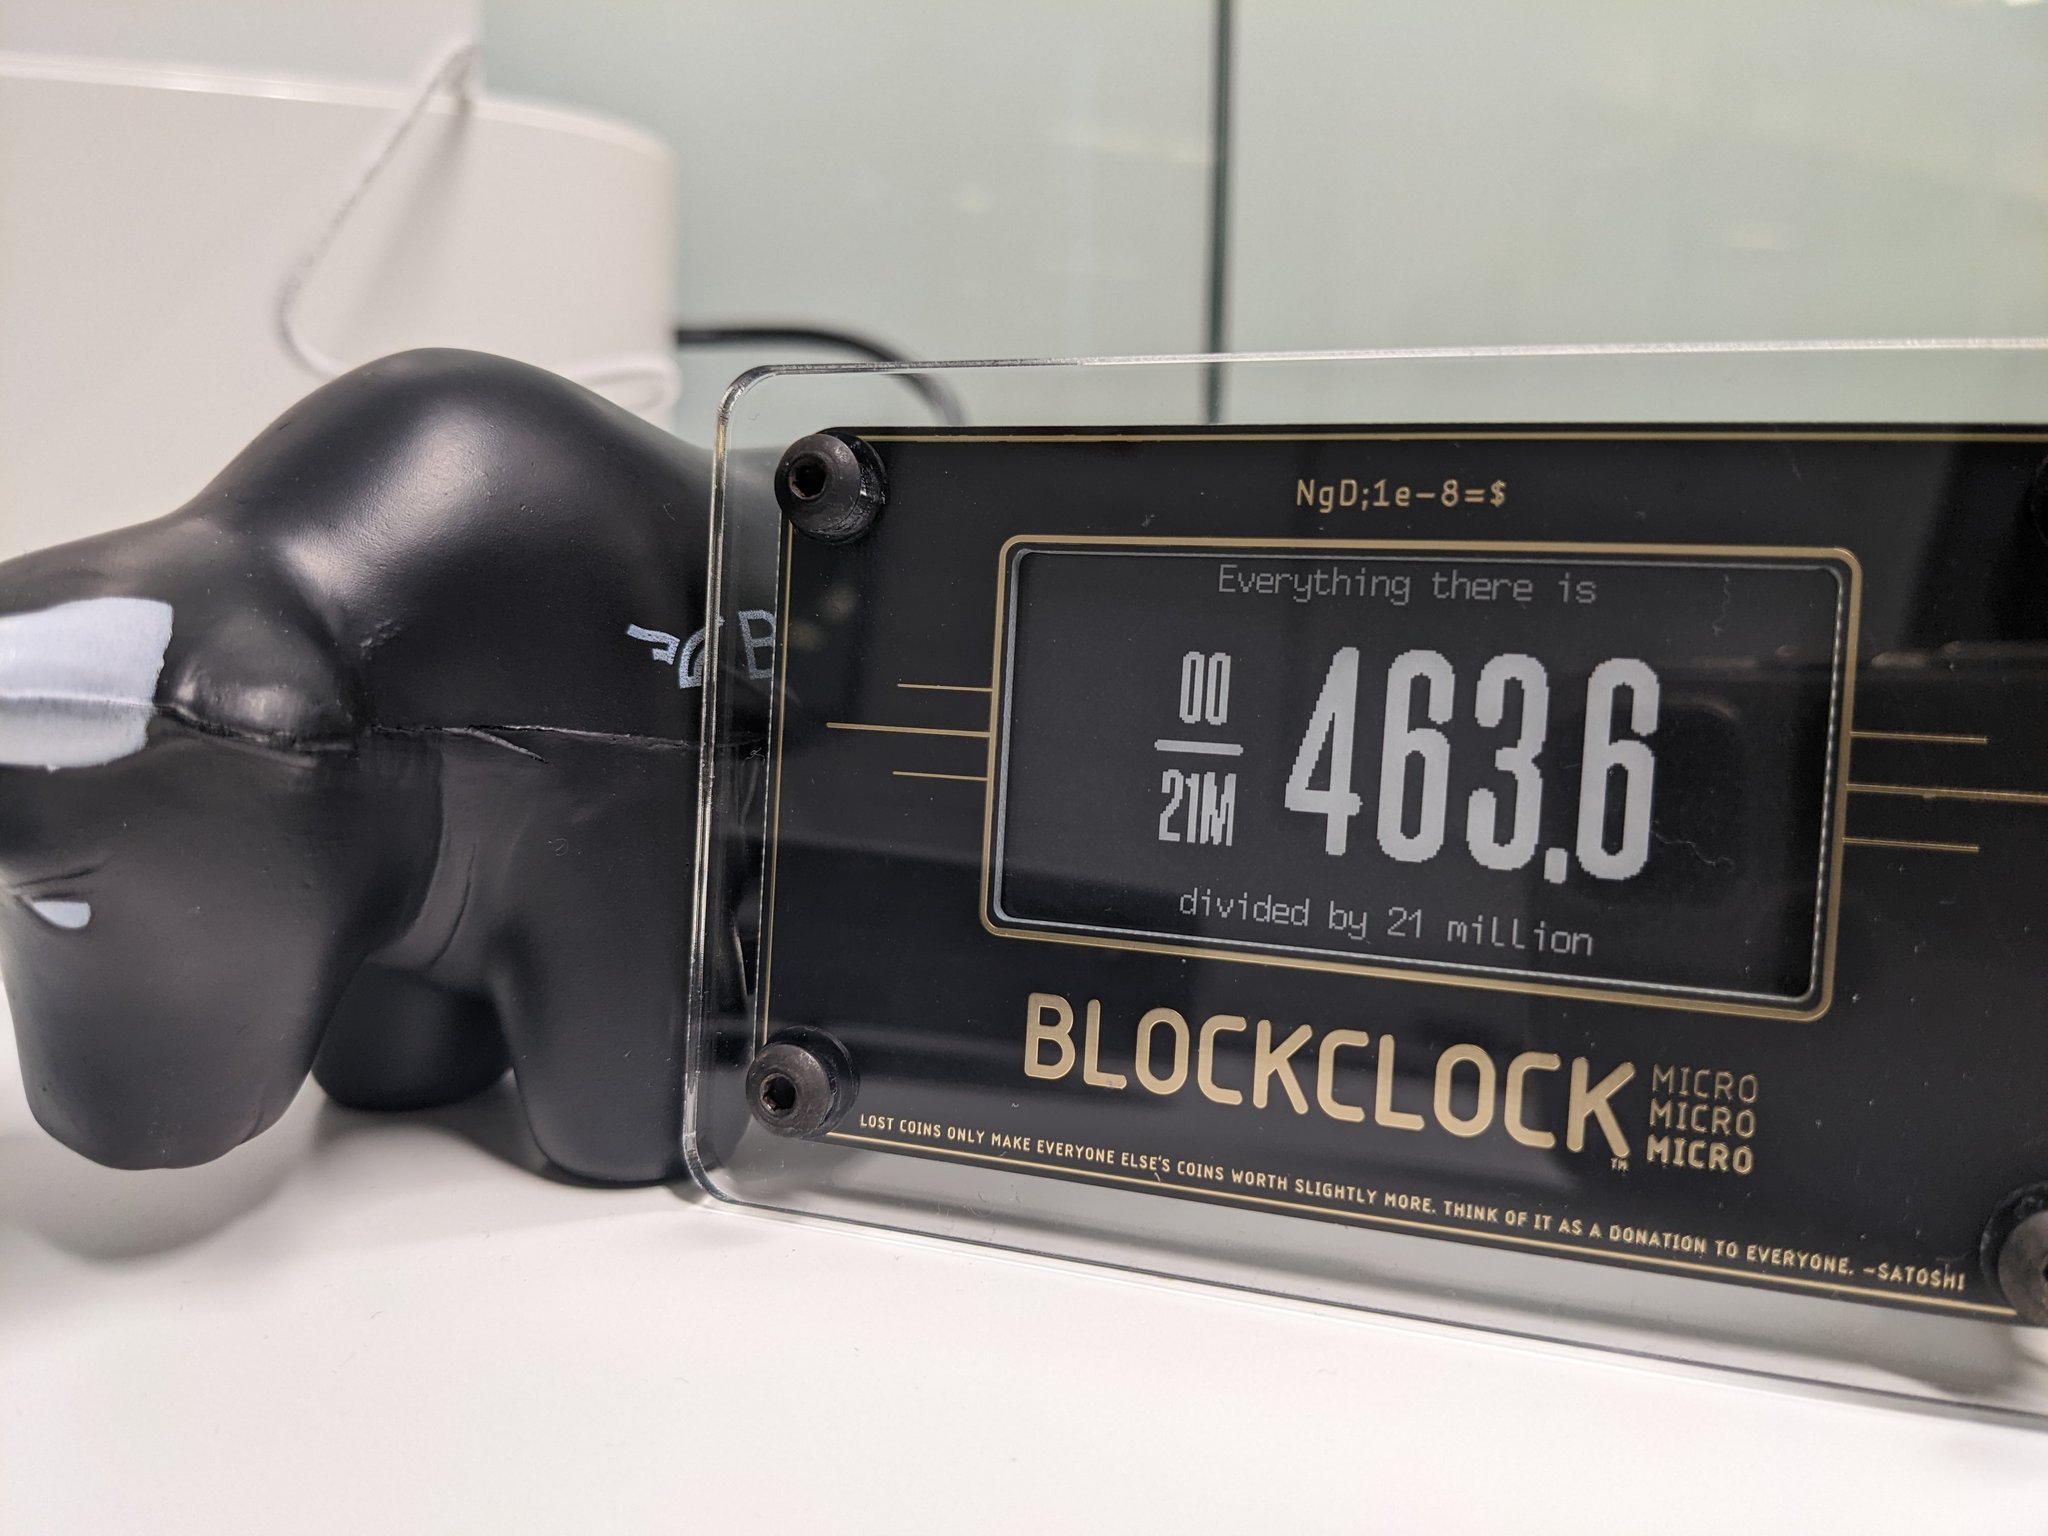 NgD;1e-8=$
Everything there is
00
21M
463.6
divided by 21 million
BLOCKCLOCK™
MICRO
MICRO
MICRO
LOST COINS ONLY MAKE EVERYONE ELSE'S COINS WORTH SLIGHTLY MORE. THINK OF IT AS A DONATION TO EVERYONE. -SATOSHI